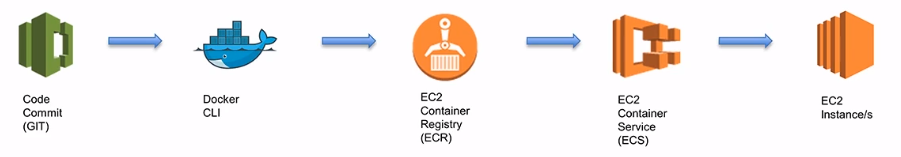 Code
Commit
(GIT)
Docker
CLI
EC2
Container
Registry
(ECR)
EC2
Container
Service
(ECS)
EC2
Instance/s